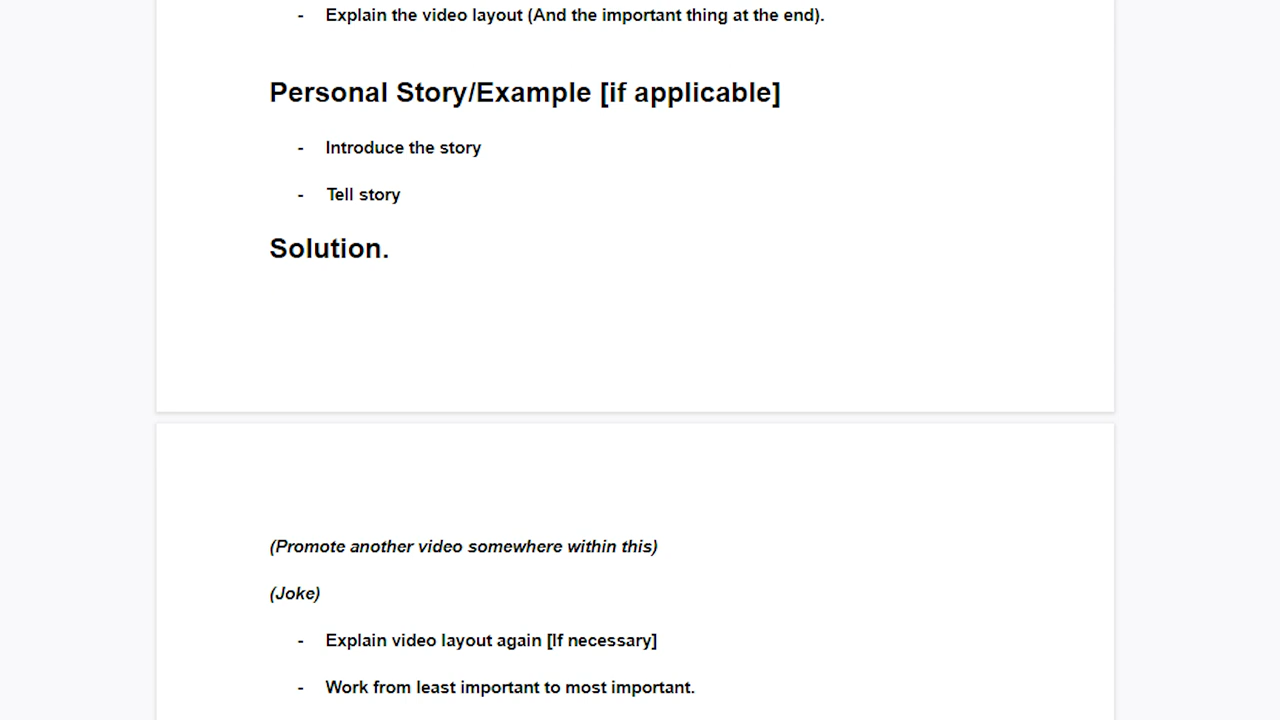 - Explain the video layout (And the important thing at the end).
Personal Story/Example [if applicable]
- Introduce the story
- Tell story
Solution.
(Promote another video somewhere within this)
(Joke)
- Explain video layout again [If necessary]
- Work from least important to most important.